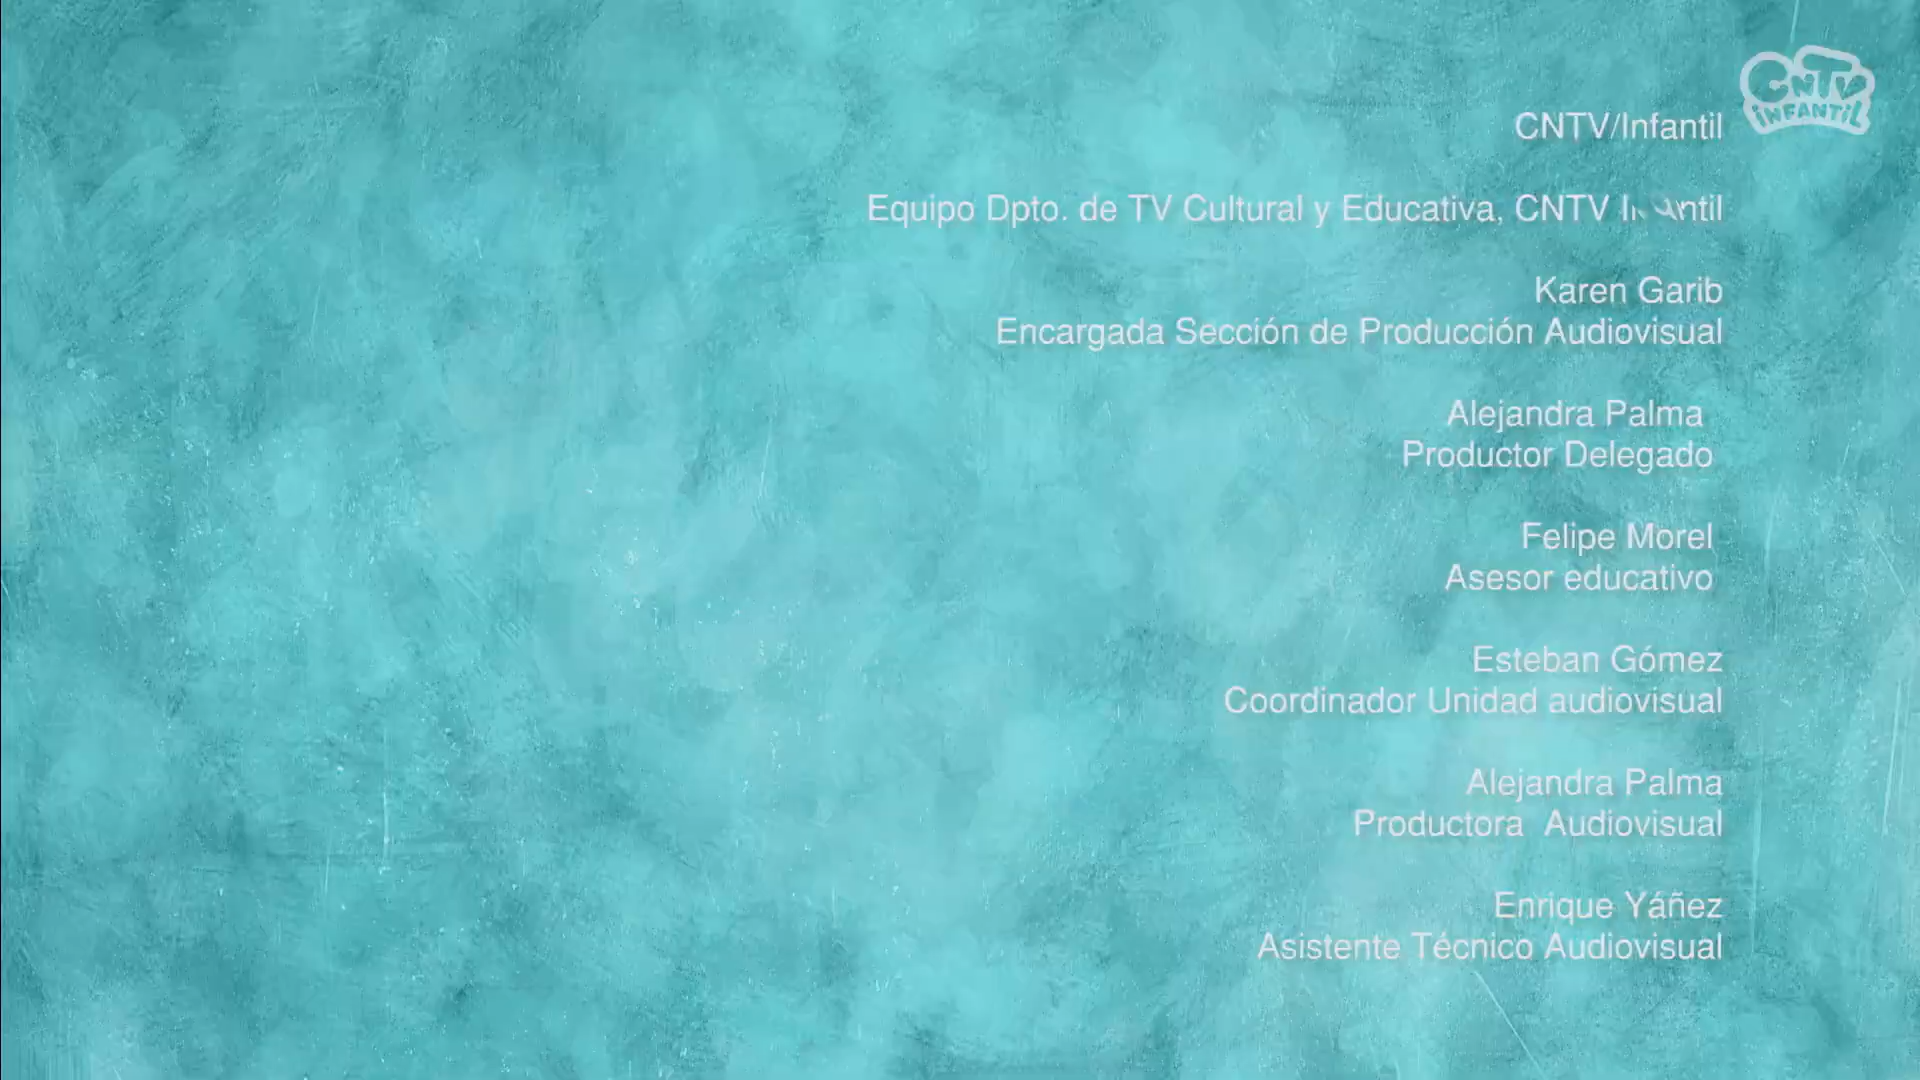 CNTV INFANTIL
CNTV/Infantil
Equipo Dpto. de TV Cultural y Educativa, CNTV
Karen Garib
Encargada Sección de Producción Audiovisual
Alejandra Palma
Productor Delegado
Felipe Morel
Asesor educativo
Esteban Gómez
Coordinador Unidad audiovisual
Alejandra Palma
Productora  Audiovisual
Enrique Yáñez
Asistente Técnico Audiovisual